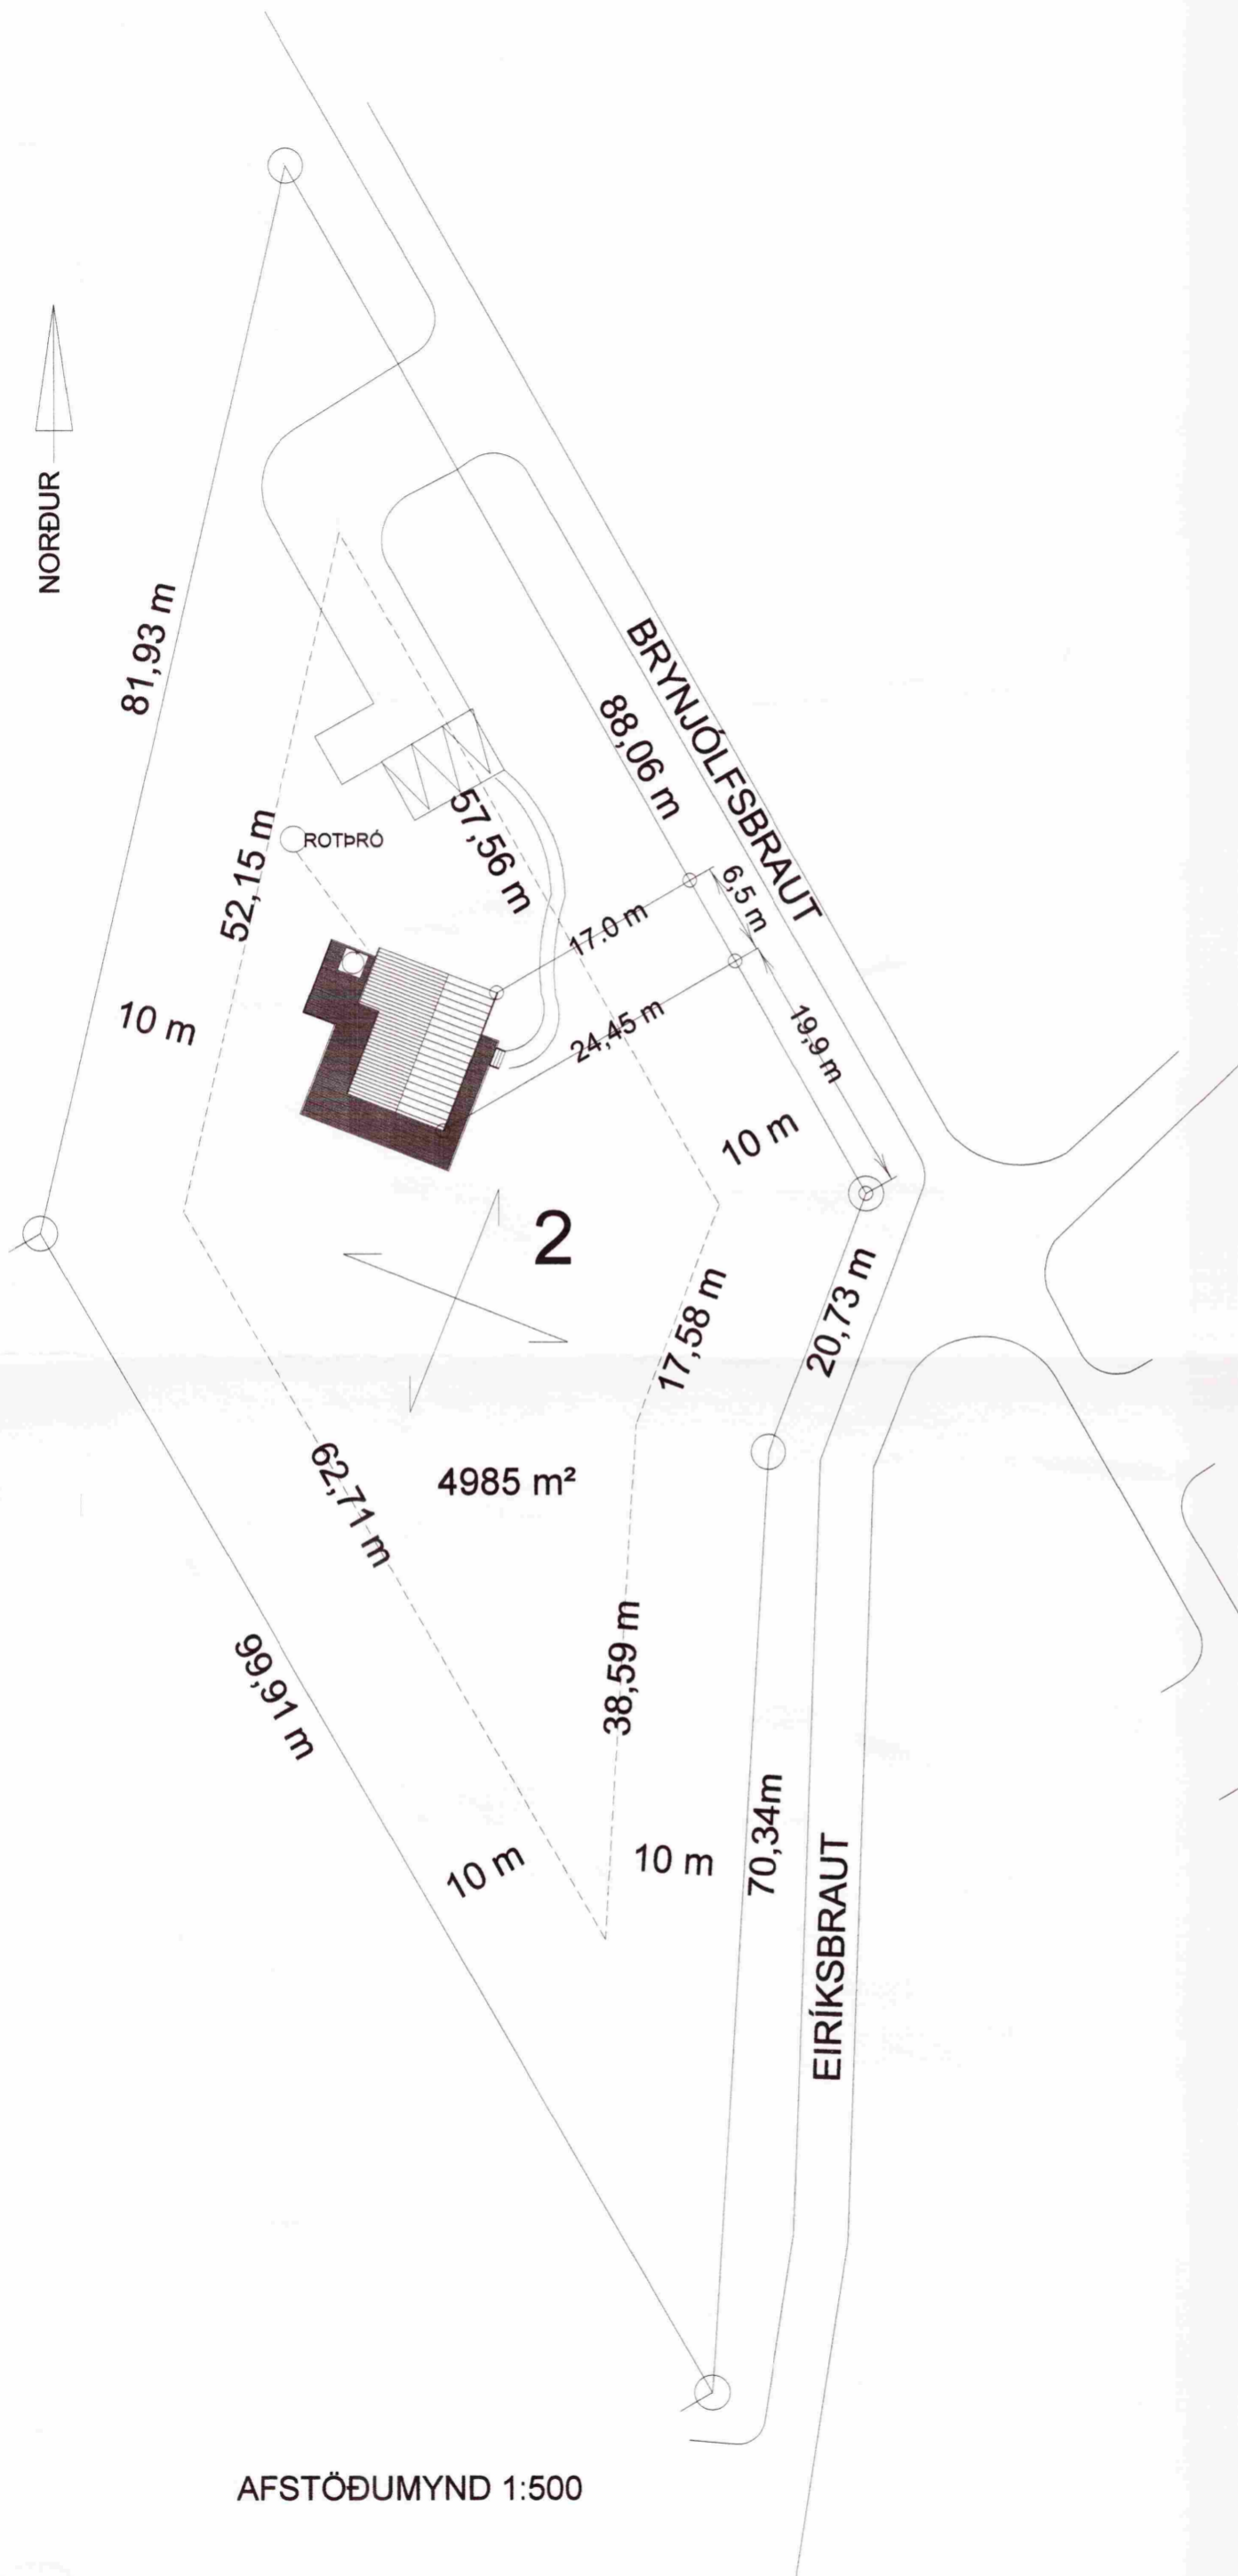 NORÐUR
81,93 m
BRYNJÓLFSBRAUT
88,06 m
57,56 m
52,15 m
ROTÞRÓ
6,5 m
17.0 m
24,45 m
19,9 m
10 m
10 m
2
17,58 m
20,73 m
62,71 m
4985 m²
99,91 m
38,59 m
70,34m
10 m
10 m
EIRÍKSBRAUT
AFSTÖÐUMYND 1:500